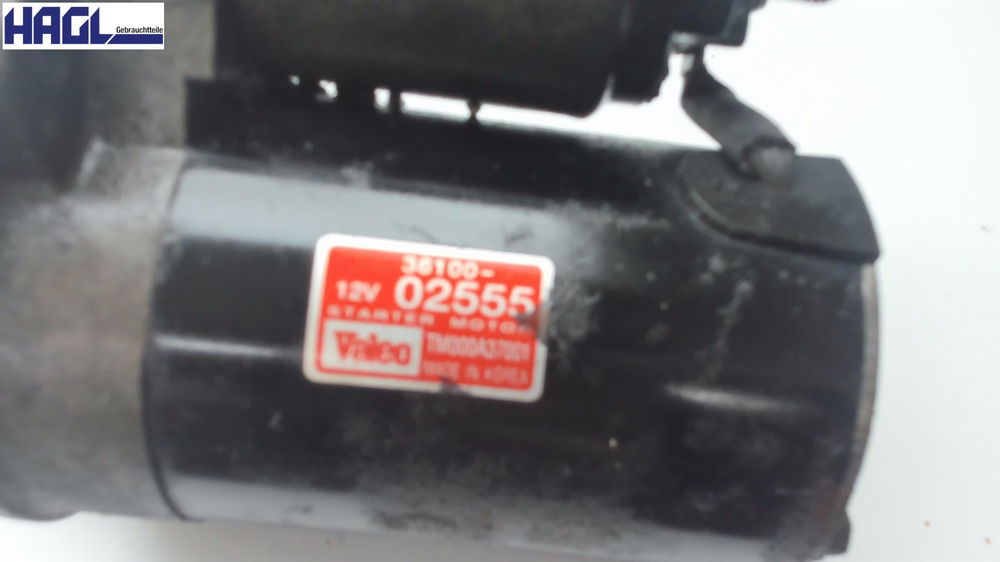 HAGL
Gebrauchtteile
36100-
12V 02555
STARTER MOTOR
Valeo TM000A37001
MADE IN KOREA